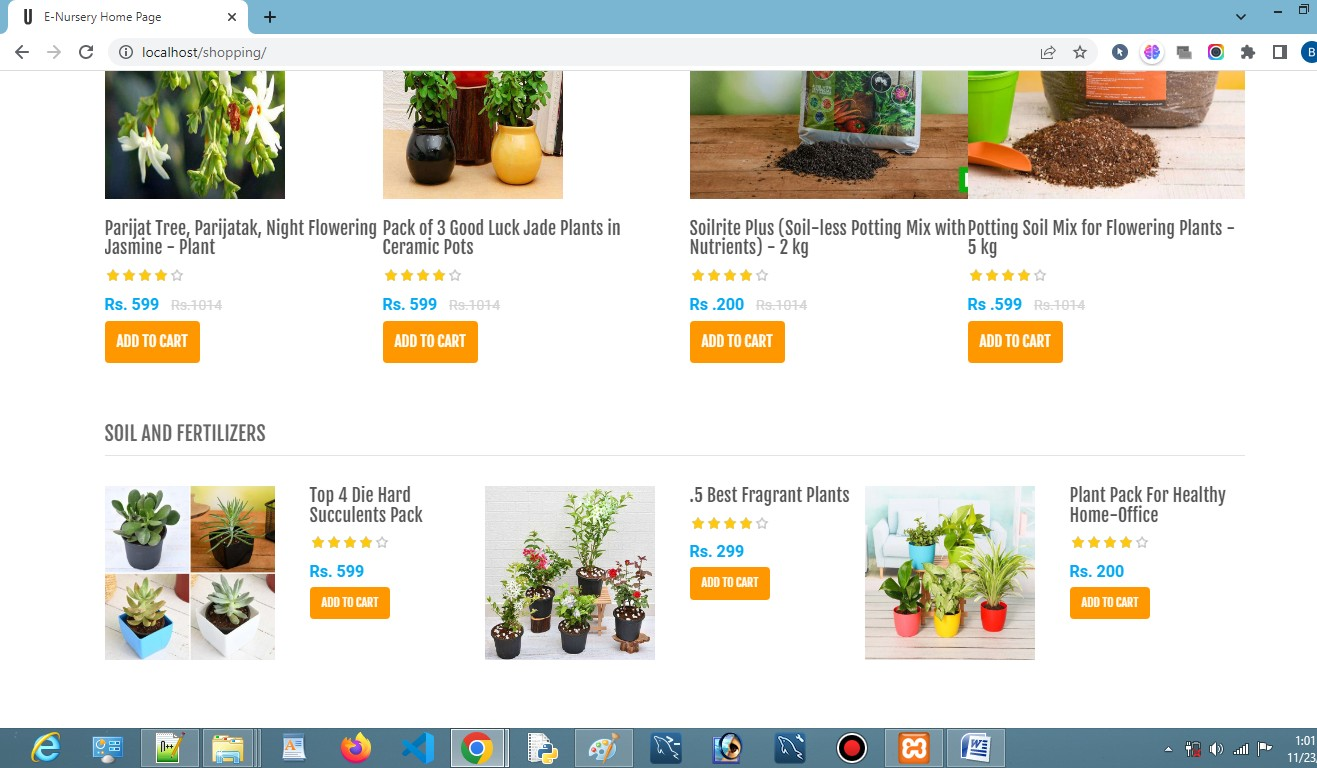 E-Nursery Home Page
localhost/shopping/
B
Parijat Tree, Parijatak, Night Flowering
Jasmine - Plant
Rs. 599 Rs.1014
ADD TO CART
Pack of 3 Good Luck Jade Plants in
Ceramic Pots
Rs. 599 Rs.1014
ADD TO CART
Soilrite Plus (Soil-less Potting Mix with
Nutrients) - 2 kg
Rs .200 Rs.1014
ADD TO CART
Potting Soil Mix for Flowering Plants -
5 kg
Rs .599 Rs.1014
ADD TO CART
SOIL AND FERTILIZERS
Top 4 Die Hard
Succulents Pack
Rs. 599
ADD TO CART
.5 Best Fragrant Plants
Rs. 299
ADD TO CART
Plant Pack For Healthy
Home-Office
Rs. 200
ADD TO CART
1:01
11/23